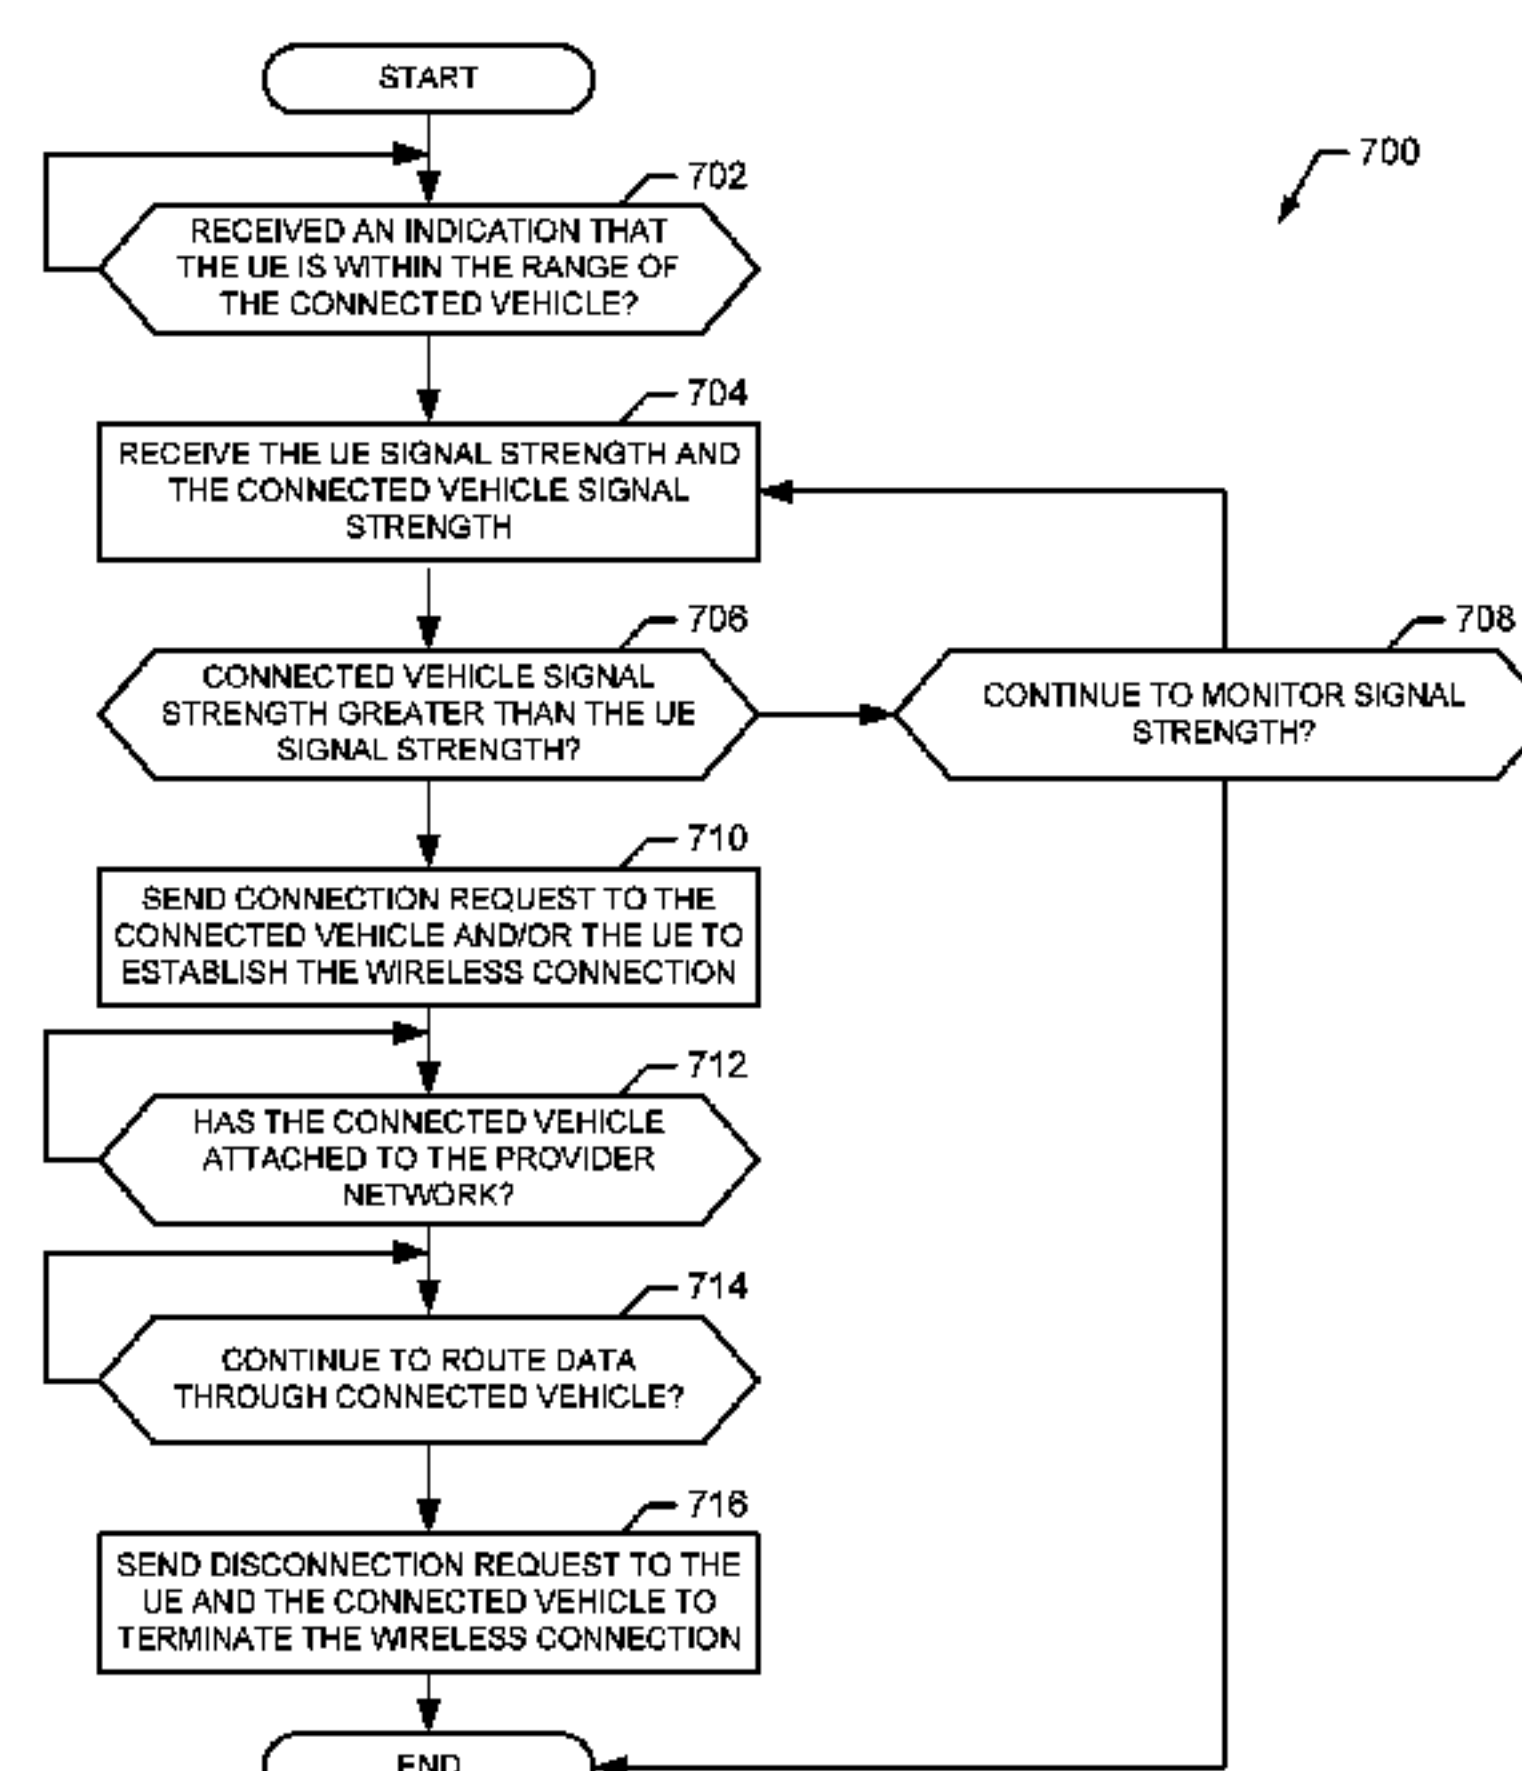 START
700
702
RECEIVED AN INDICATION THAT
THE UE IS WITHIN THE RANGE OF
THE CONNECTED VEHICLE?
704
RECEIVE THE UE SIGNAL STRENGTH AND
THE CONNECTED VEHICLE SIGNAL
STRENGTH
706
CONNECTED VEHICLE SIGNAL
STRENGTH GREATER THAN THE UE
SIGNAL STRENGTH?
708
CONTINUE TO MONITOR SIGNAL
STRENGTH?
710
SEND CONNECTION REQUEST TO THE
CONNECTED VEHICLE AND/OR THE UE TO
ESTABLISH THE WIRELESS CONNECTION
712
HAS THE CONNECTED VEHICLE
ATTACHED TO THE PROVIDER
NETWORK?
714
CONTINUE TO ROUTE DATA
THROUGH CONNECTED VEHICLE?
716
SEND DISCONNECTION REQUEST TO THE
UE AND THE CONNECTED VEHICLE TO
TERMINATE THE WIRELESS CONNECTION
END